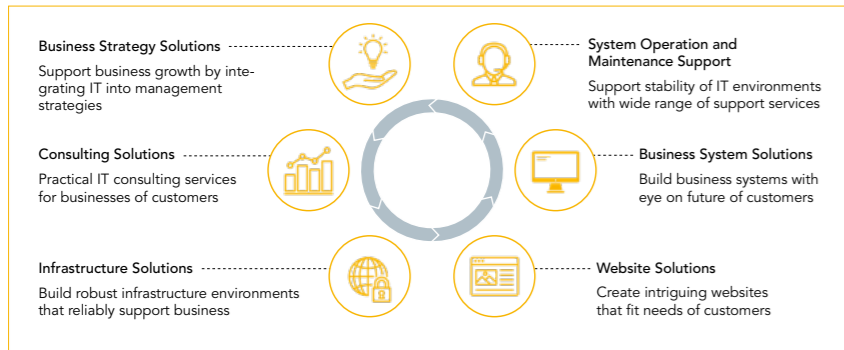 Business Strategy Solutions
Support business growth by inte-
grating IT into management
strategies
System Operation and
Maintenance Support
Support stability of IT environments
with wide range of support services
Consulting Solutions
Practical IT consulting services
for businesses of customers
Business System Solutions
Build business systems with
eye on future of customers
Infrastructure Solutions
Build robust infrastructure environments
that reliably support business
Website Solutions
Create intriguing websites
that fit needs of customers